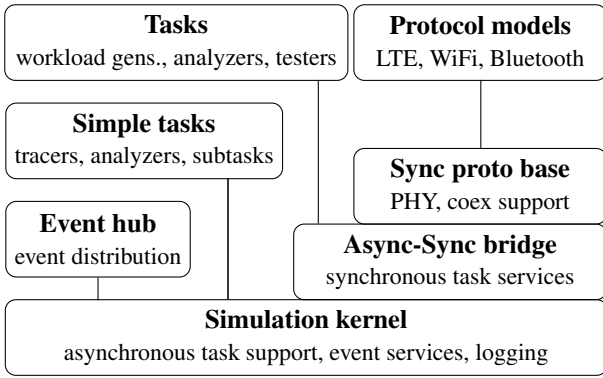 Tasks
workload gens., analyzers, testers
Protocol models
LTE, WiFi, Bluetooth
Simple tasks
tracers, analyzers, subtasks
Sync proto base
PHY, coex support
Event hub
event distribution
Async-Sync bridge
synchronous task services
Simulation kernel
asynchronous task support, event services, logging